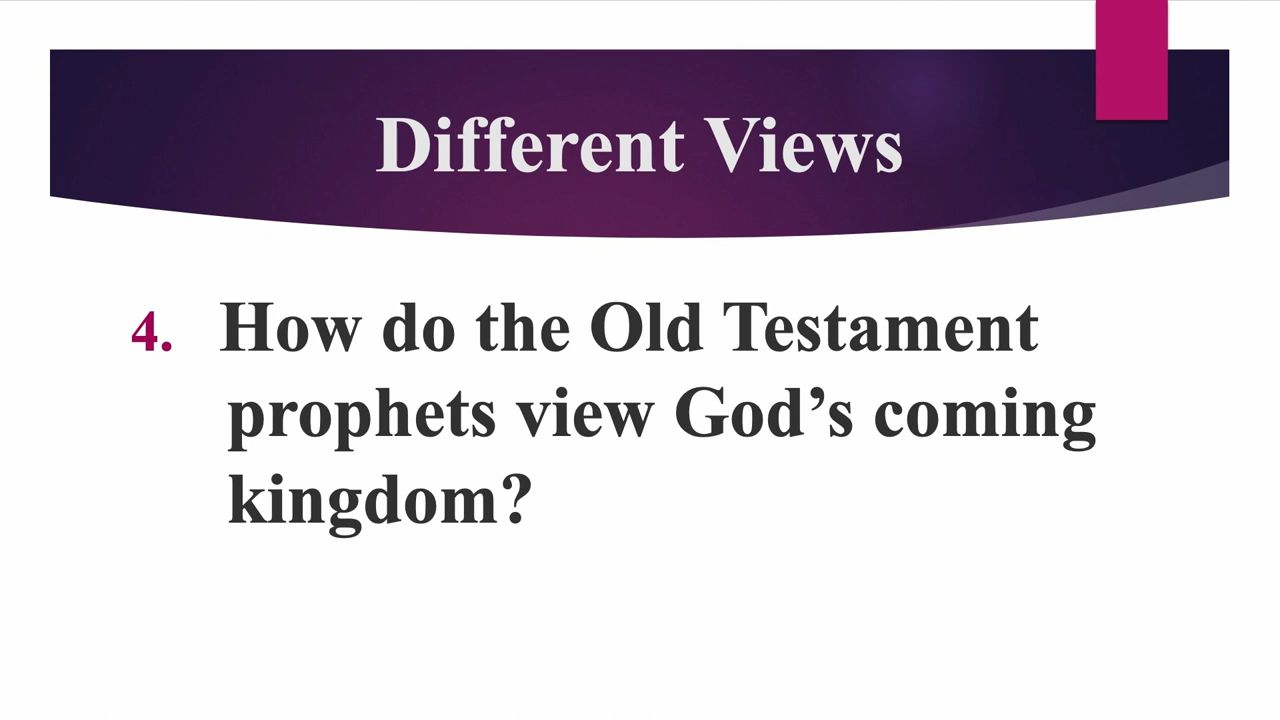 Different Views
4. How do the Old Testament
prophets view God’s coming
kingdom?